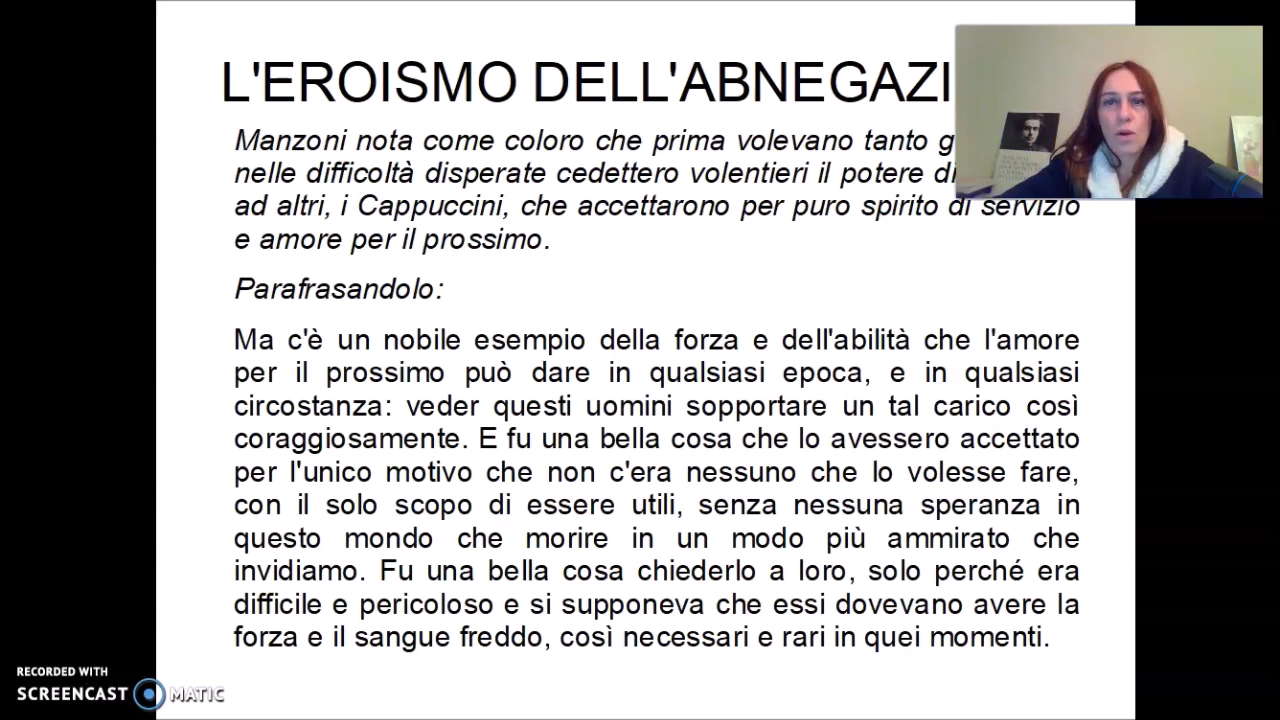 L'EROISMO DELL'ABNEGAZI
Manzoni nota come coloro che prima volevano tanto
nelle difficoltà disperate cedettero volentieri il potere
ad altri, i Cappuccini, che accettarono per puro spirito di servizio
e amore per il prossimo.
Parafrasandolo:
Ma c'è un nobile esempio della forza e dell'abilità che l'amore
per il prossimo può dare in qualsiasi epoca, e in qualsiasi
circostanza: veder questi uomini sopportare un tal carico così
coraggiosamente. E fu una bella cosa che lo avessero accettato
per l'unico motivo che non c'era nessuno che lo volesse fare,
con il solo scopo di essere utili, senza nessuna speranza in
questo mondo che morire in un modo più ammirato che
invidiamo. Fu una bella cosa chiederlo a loro, solo perché era
difficile e pericoloso e si supponeva che essi dovevano avere la
forza e il sangue freddo, così necessari e rari in quei momenti.
RECORDED WITH
SCREENCAST MATIC